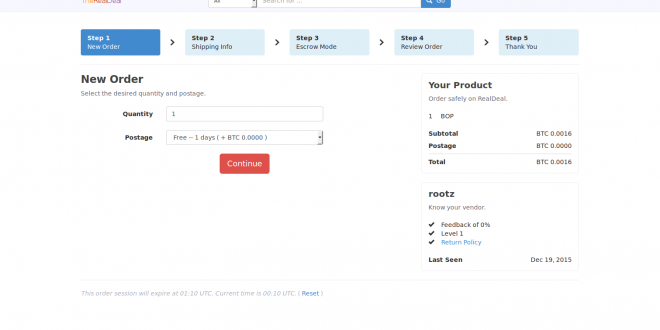 TheRealDeal
All
Search for ...
Go
Step 1
New Order
Step 2
Shipping Info
Step 3
Escrow Mode
Step 4
Review Order
Step 5
Thank You
New Order
Select the desired quantity and postage.
Quantity
1
Postage
Free -- 1 days ( + BTC 0.0000 )
Continue
Your Product
Order safely on RealDeal.
1 BOP
Subtotal BTC 0.0016
Postage BTC 0.0000
Total BTC 0.0016
rootz
Know your vendor.
Feedback of 0%
Level 1
Return Policy
Last Seen Dec 19, 2015
This order session will expire at 01:10 UTC. Current time is 00:10 UTC. ( Reset )